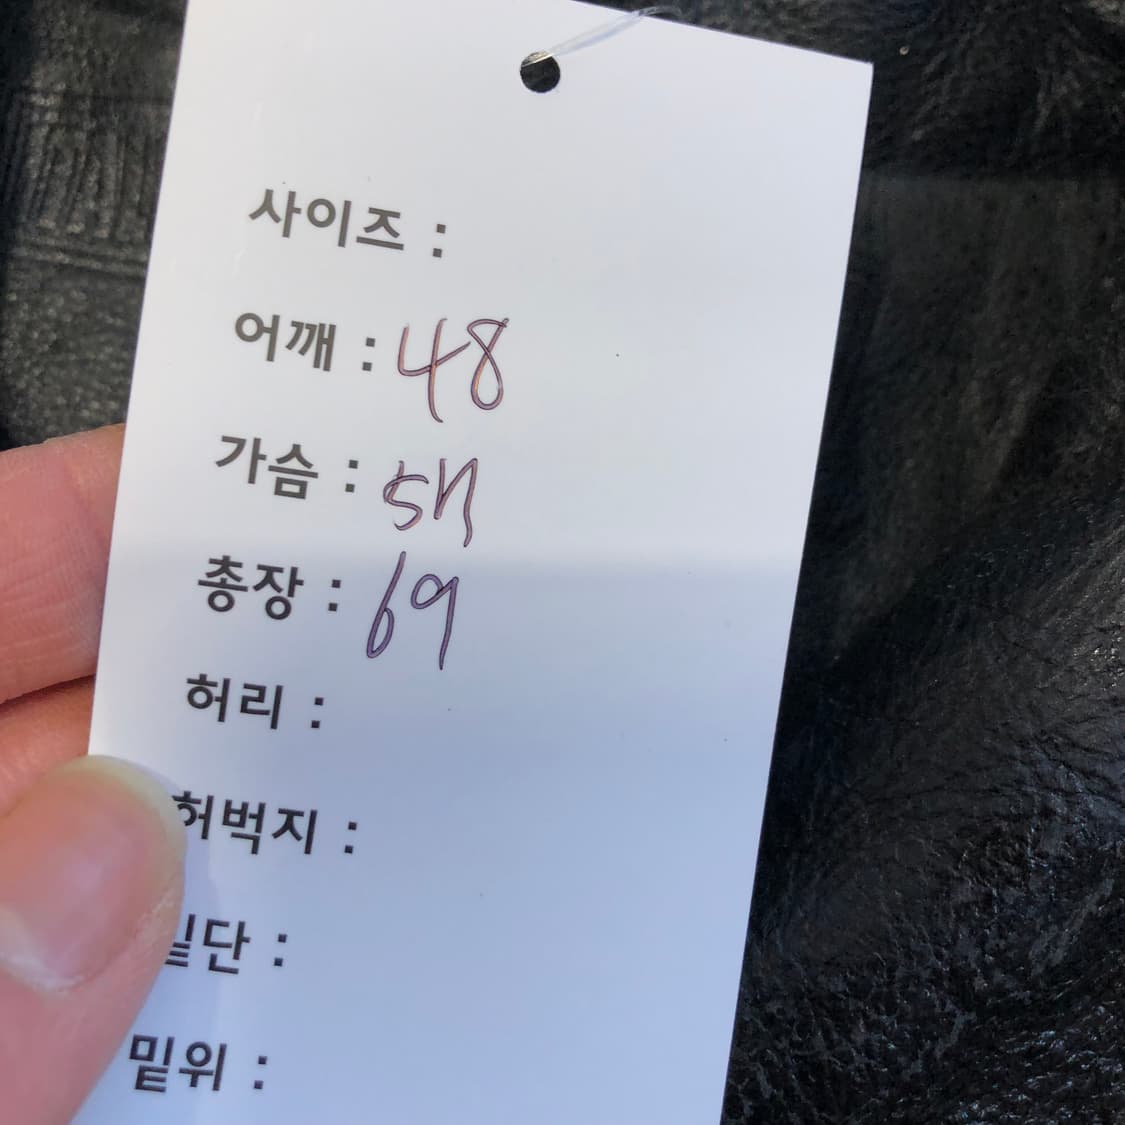 사이즈 :
어깨 : 48
가슴 : 57
총장 : 69
허리 :
허벅지 :
밑단 :
밑위 :